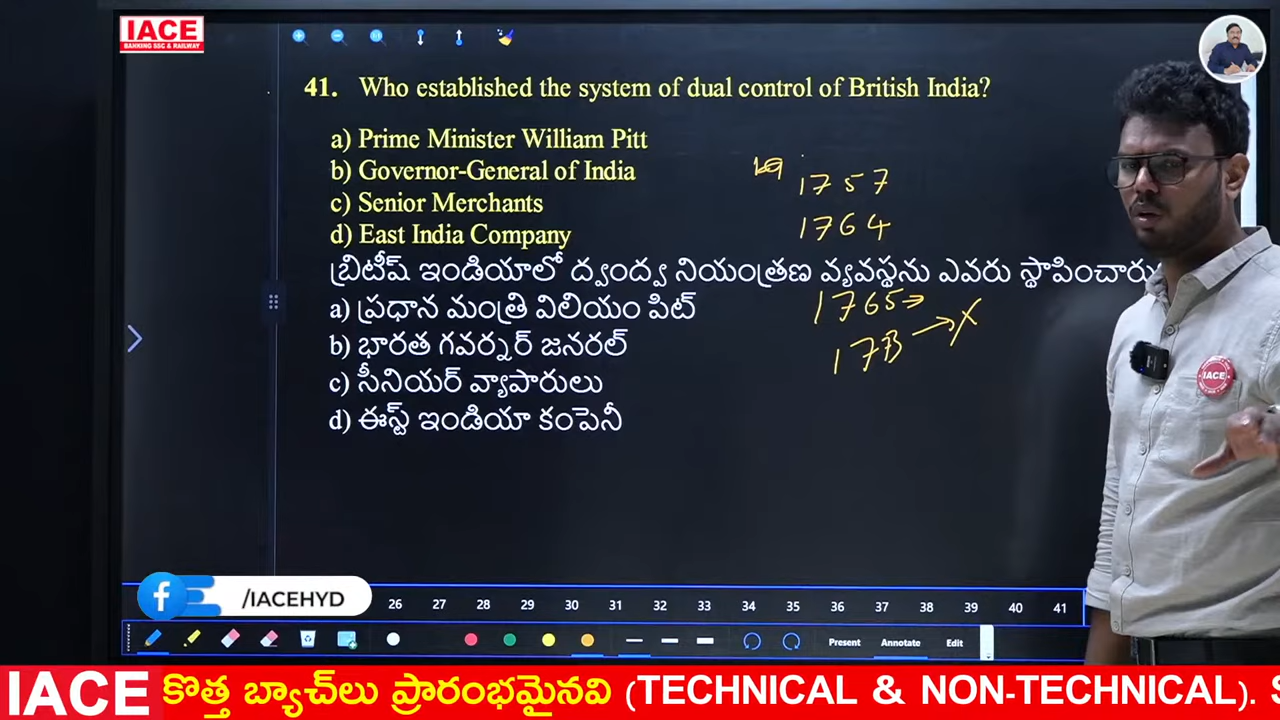 IACE
BANKING SSC & RAILWAY
41. Who established the system of dual control of British India?
a) Prime Minister William Pitt
b) Governor-General of India
c) Senior Merchants
d) East India Company
1757
1764
బ్రిటీష్ ఇండియాలో ద్వంద్వ నియంత్రణ వ్యవస్థను ఎవరు స్థాపించారు
a) ప్రధాన మంత్రి విలియం పిట్
b) భారత గవర్నర్ జనరల్
c) సీనియర్ వ్యాపారులు
d) ఈస్ట్ ఇండియా కంపెనీ
1765
IACE
/IACEHYD
26 27 28 29 30 31 32 33 34 35 36 37 38 39 40 41
Present Annotate Edit
IACE కొత్త బ్యాచ్‌లు ప్రారంభమైనవి (TECHNICAL & NON-TECHNICAL). S